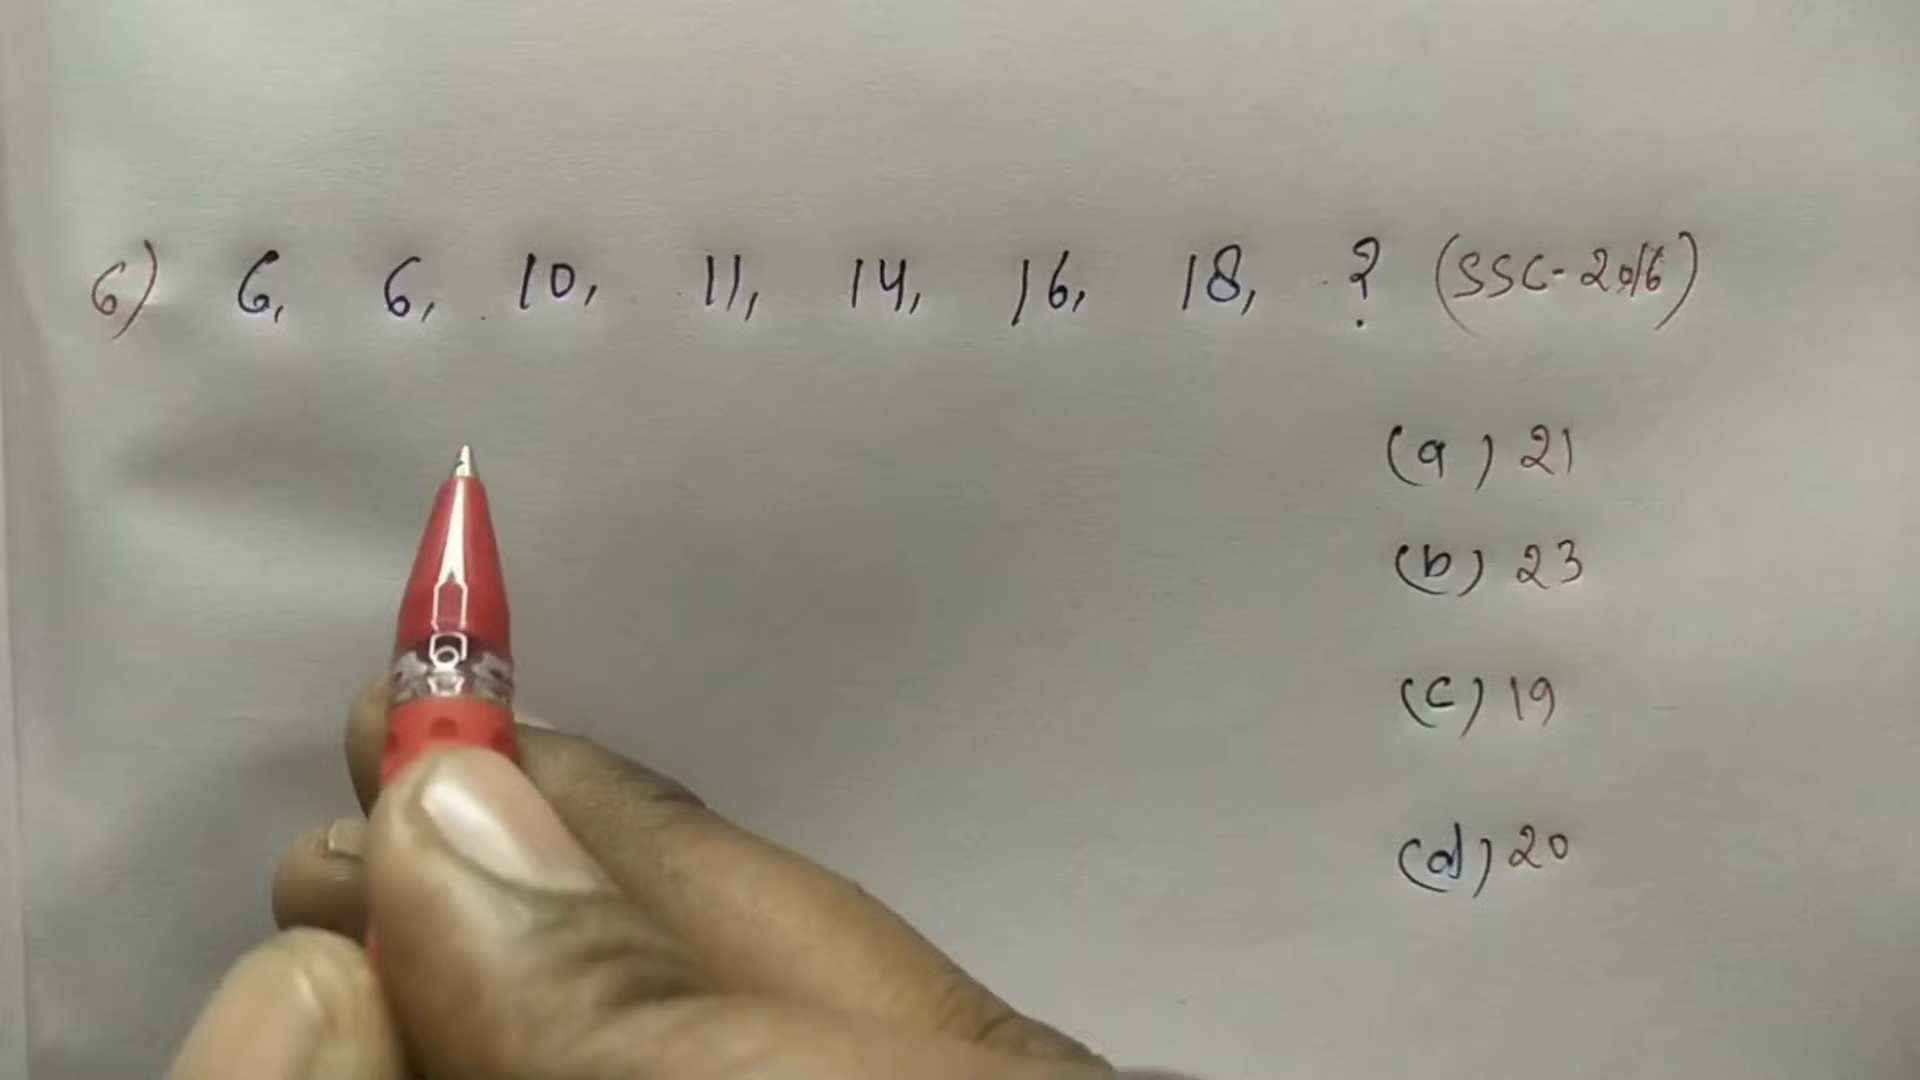 6) 6, 6, 10, 11, 14, 16, 18, ? (SSC-2016)
(a) 21
(b) 23
(c) 19
(d) 20